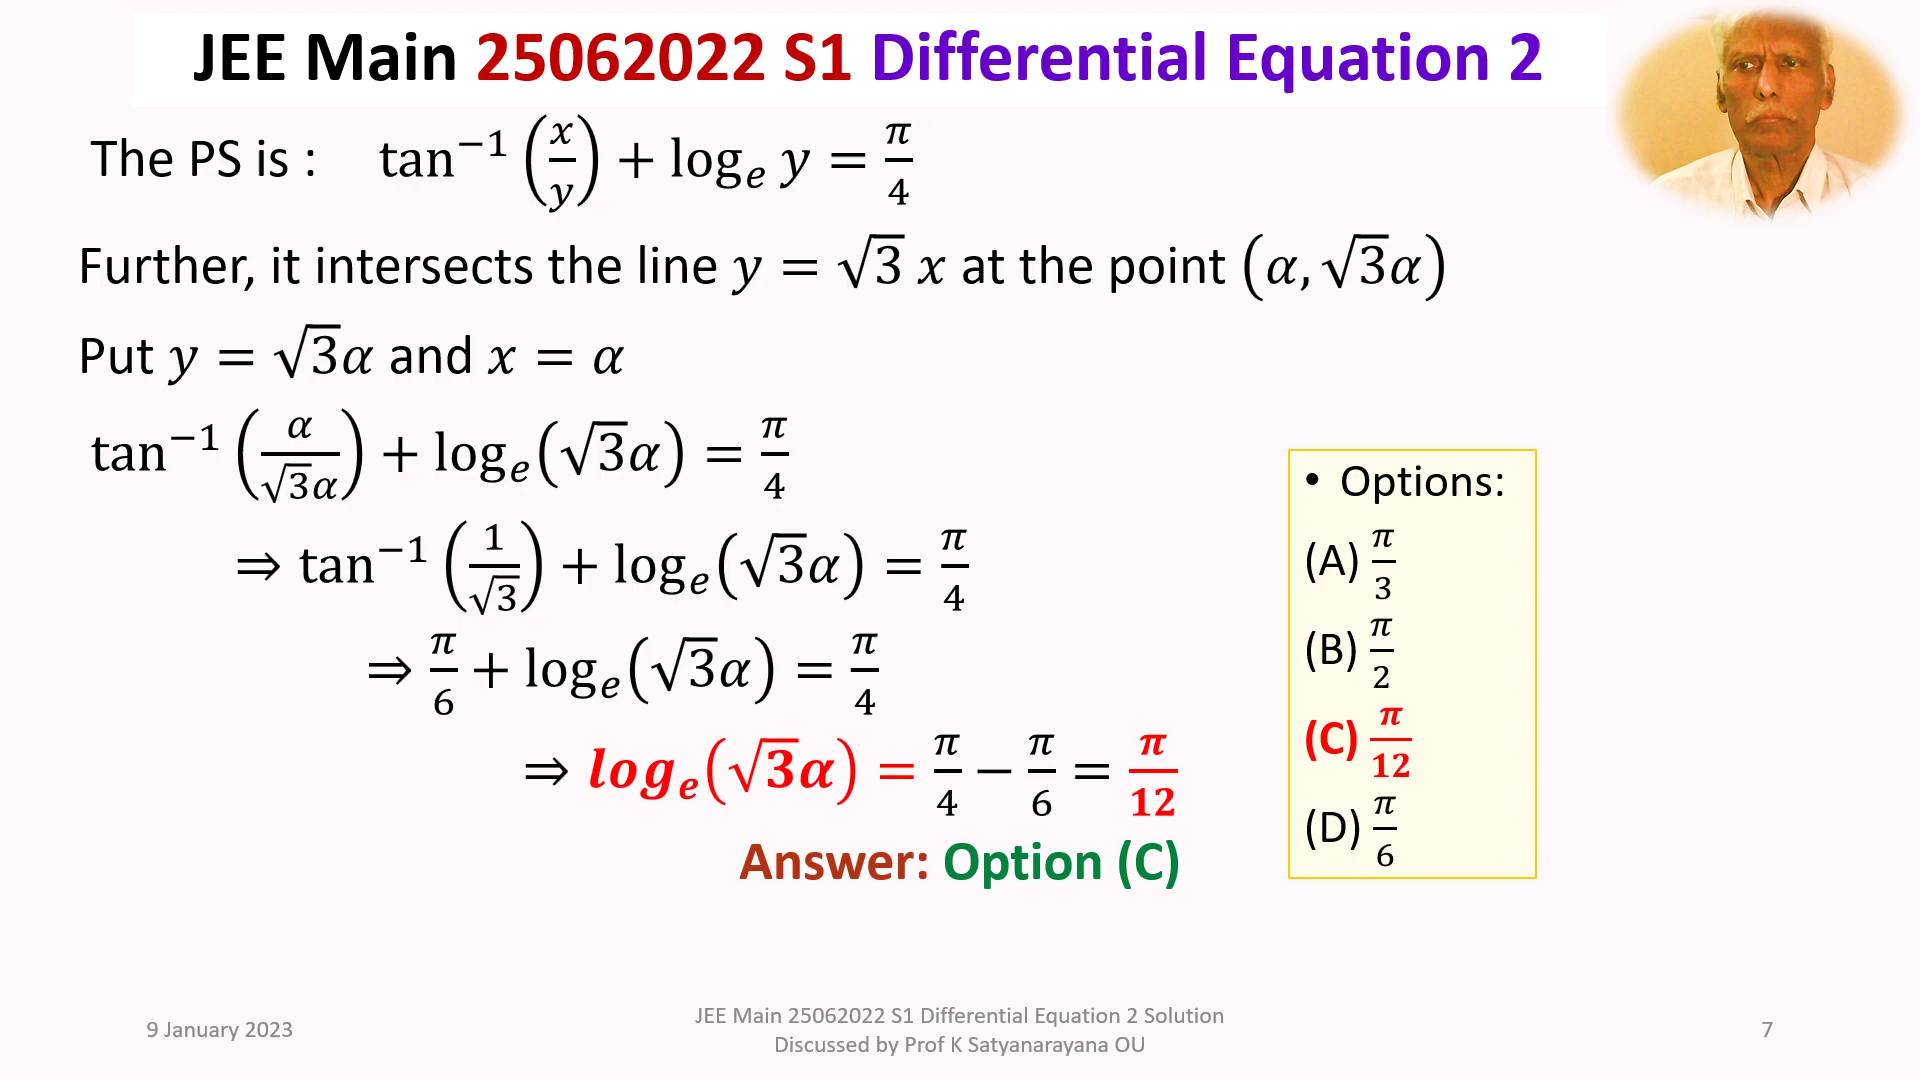 JEE Main 25062022 S1 Differential Equation 2
The PS is : tan⁻¹(x/y) + logₑ y = π/4
Further, it intersects the line y = √3 x at the point (α, √3α)
Put y = √3α and x = α
tan⁻¹(α/√3α) + logₑ(√3α) = π/4
⇒ tan⁻¹(1/√3) + logₑ(√3α) = π/4
⇒ π/6 + logₑ(√3α) = π/4
⇒ logₑ(√3α) = π/4 − π/6 = π/12
Answer: Option (C)
• Options:
(A) π/3
(B) π/2
(C) π/12
(D) π/6
9 January 2023
JEE Main 25062022 S1 Differential Equation 2 Solution
Discussed by Prof K Satyanarayana OU
7